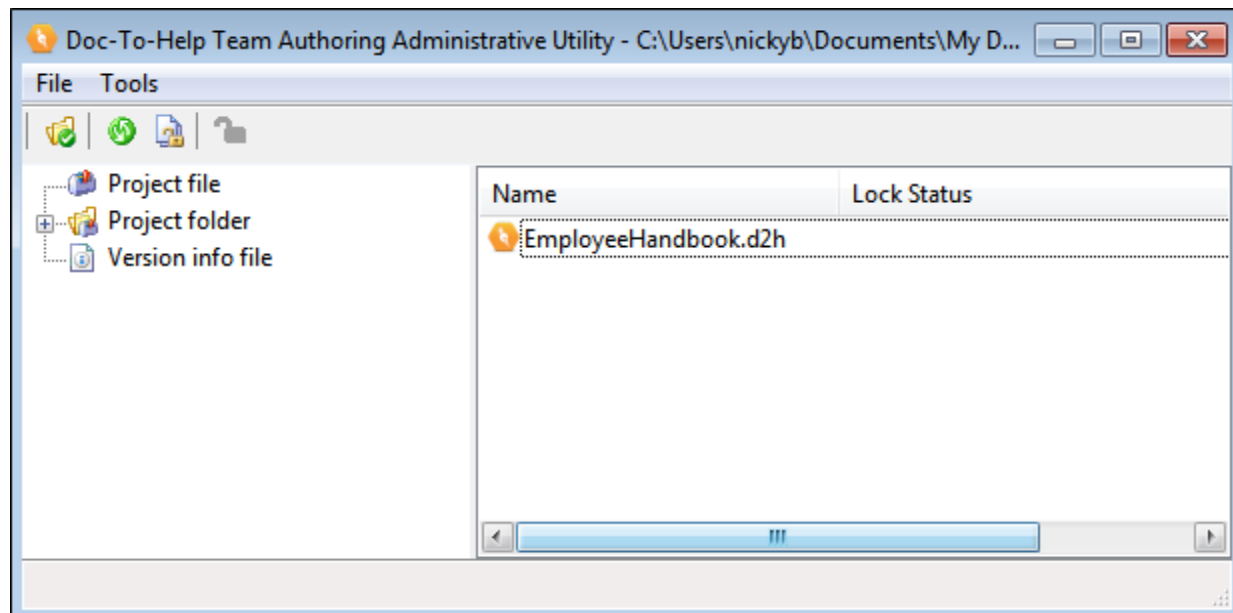 Doc-To-Help Team Authoring Administrative Utility - C:\Users\nickyb\Documents\My D...
File Tools
Project file
Project folder
Version info file
Name Lock Status
EmployeeHandbook.d2h